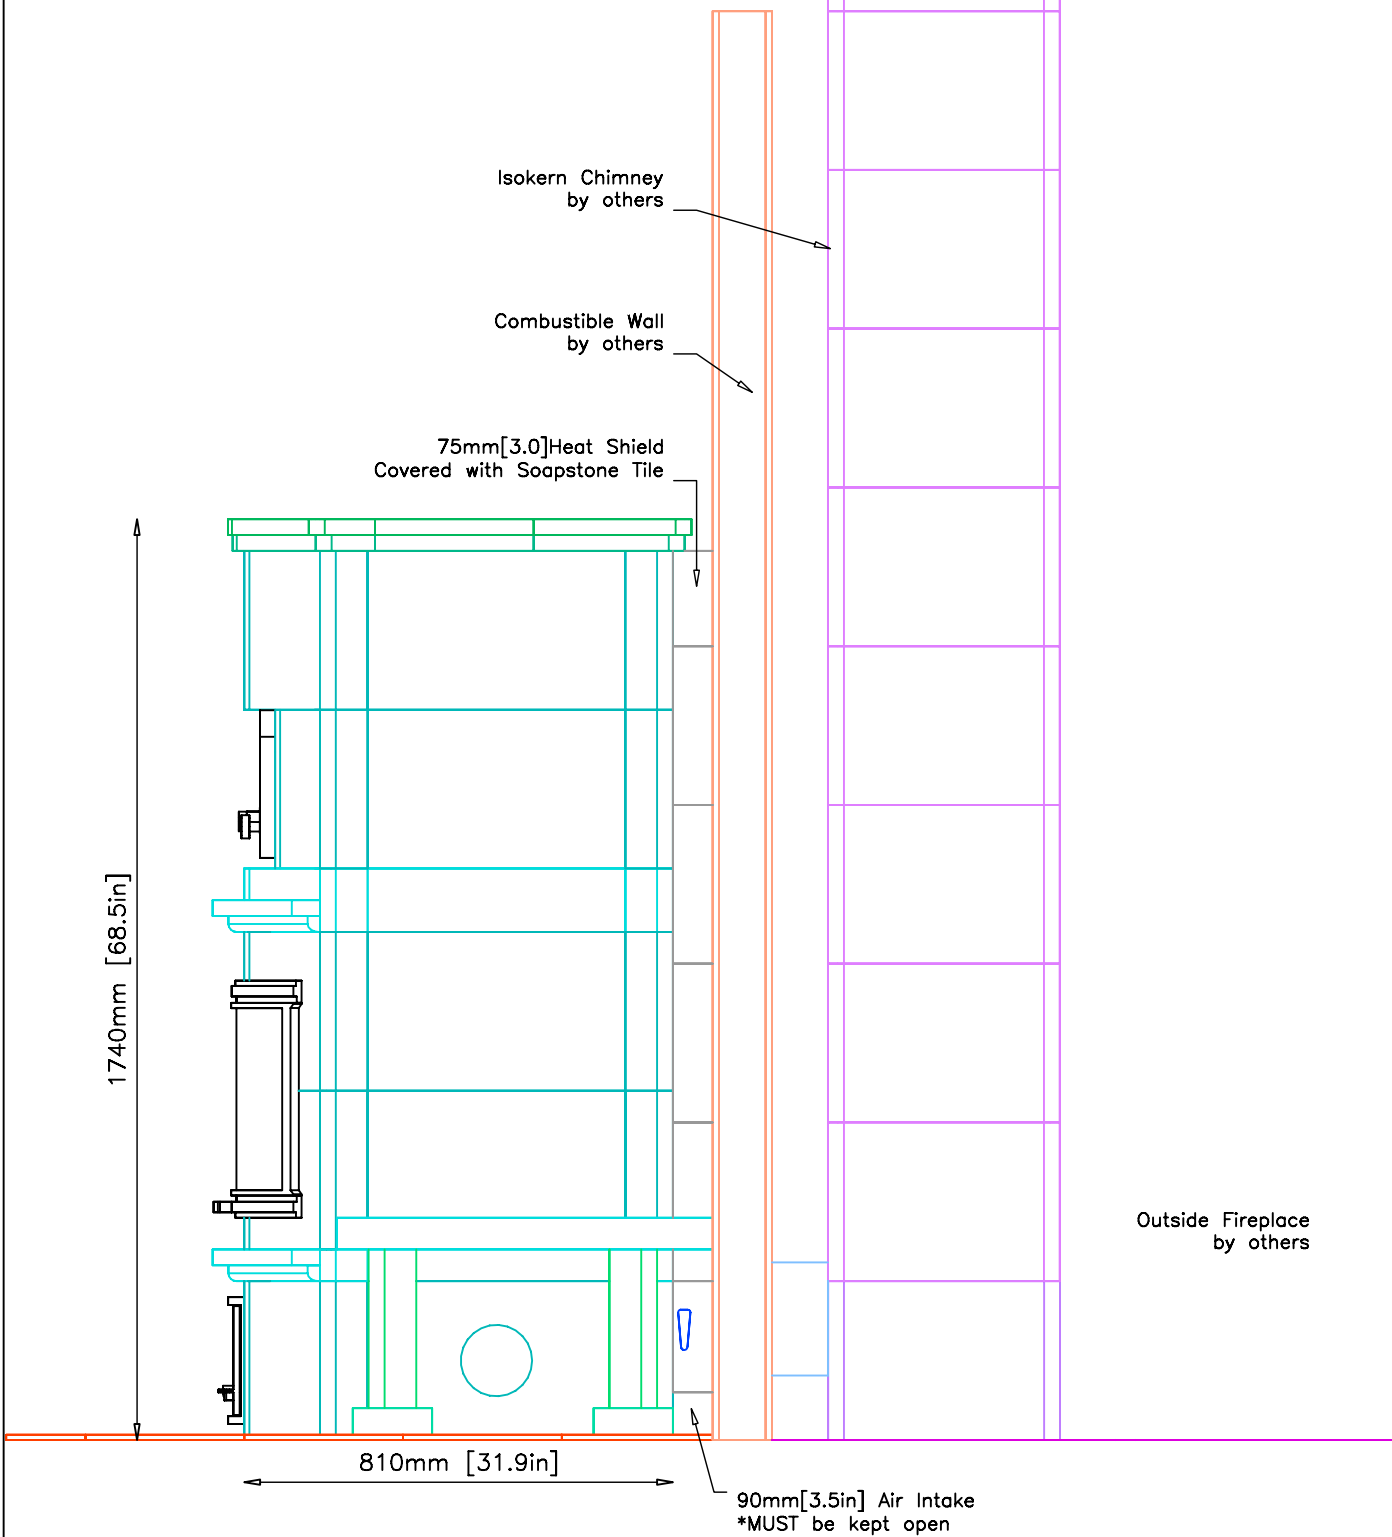 Isokern Chimney
by others
Combustible Wall
by others
75mm[3.0]Heat Shield
Covered with Soapstone Tile
1740mm [68.5in]
Outside Fireplace
by others
810mm [31.9in]
90mm[3.5in] Air Intake
*MUST be kept open